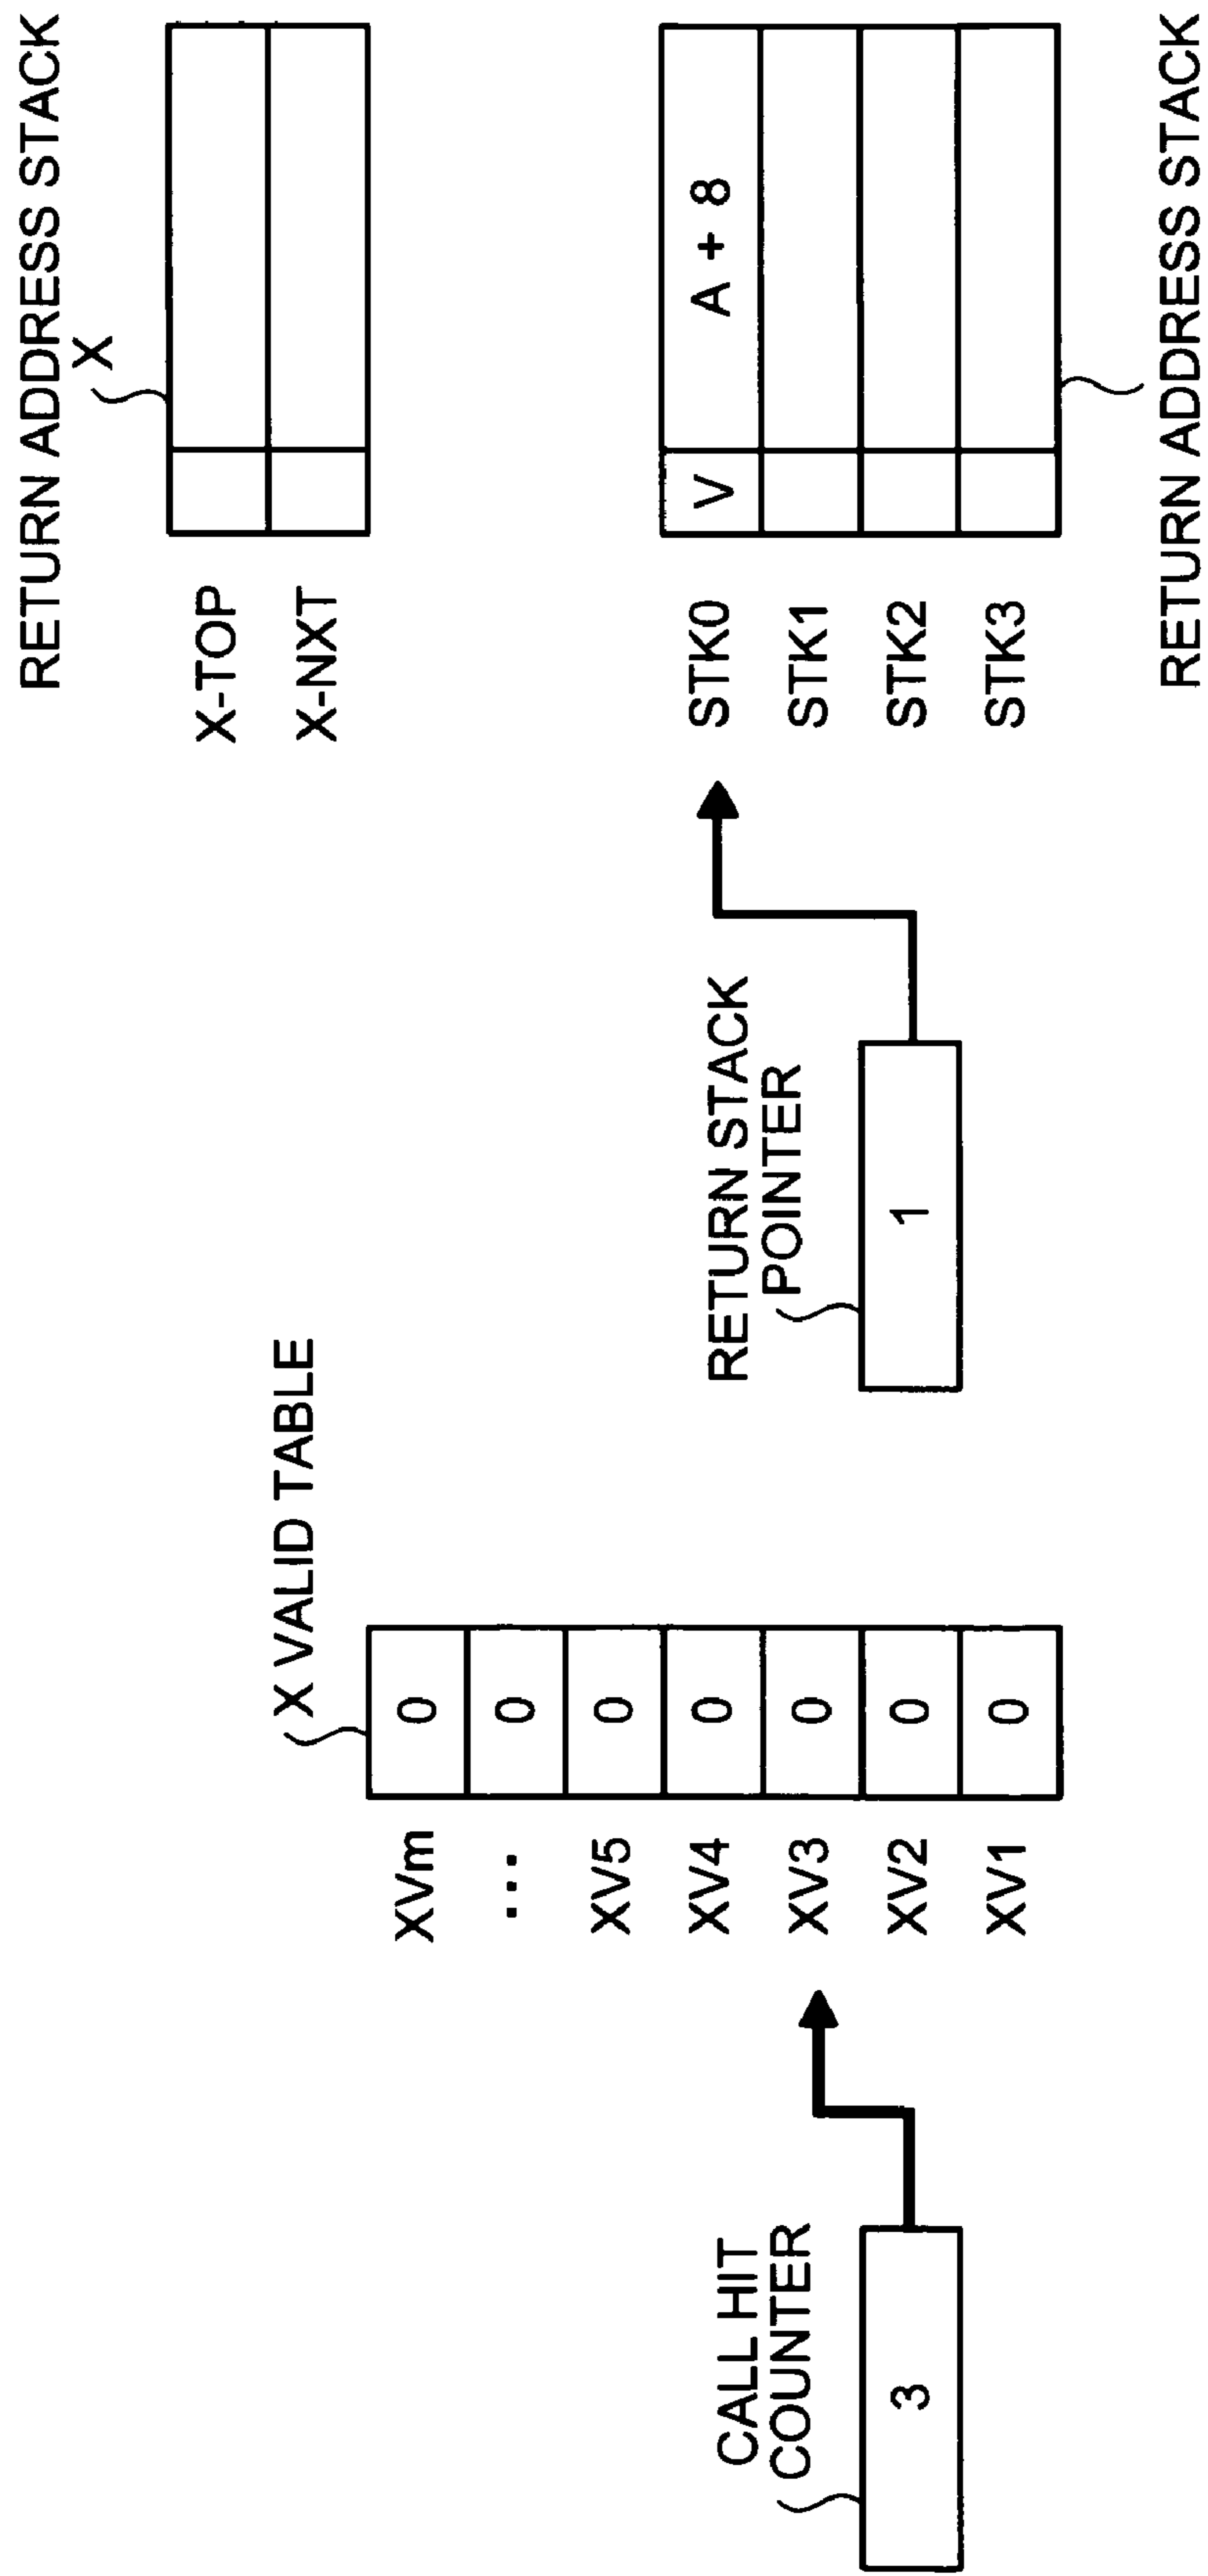 RETURN ADDRESS STACK
X
X-TOP
X-NXT
X VALID TABLE
XVm 0
... 0
XV5 0
XV4 0
XV3 0
XV2 0
XV1 0
CALL HIT
COUNTER
3
RETURN STACK
POINTER
1
STK0 V A + 8
STK1
STK2
STK3
RETURN ADDRESS STACK